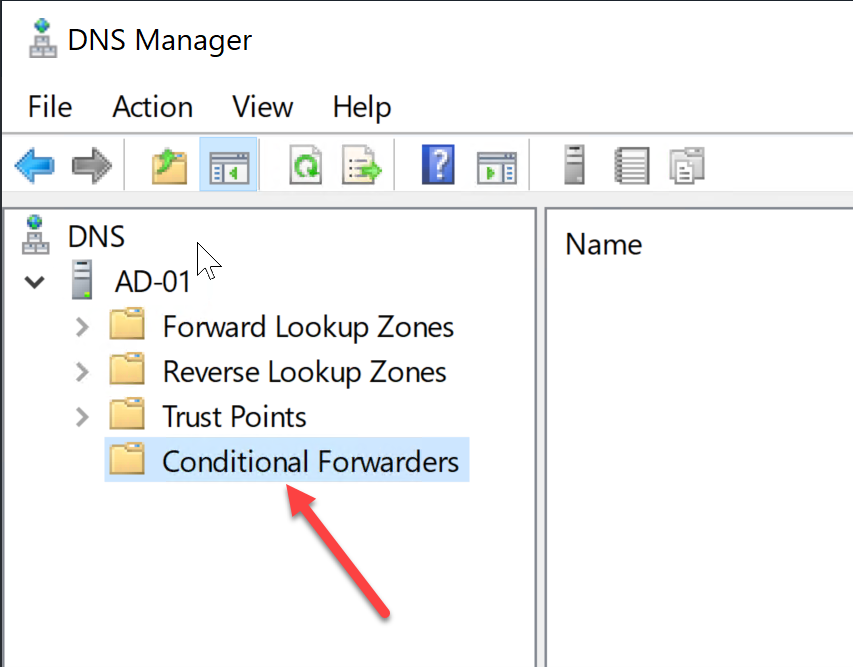 DNS Manager
File Action View Help
DNS
Name
AD-01
Forward Lookup Zones
Reverse Lookup Zones
Trust Points
Conditional Forwarders